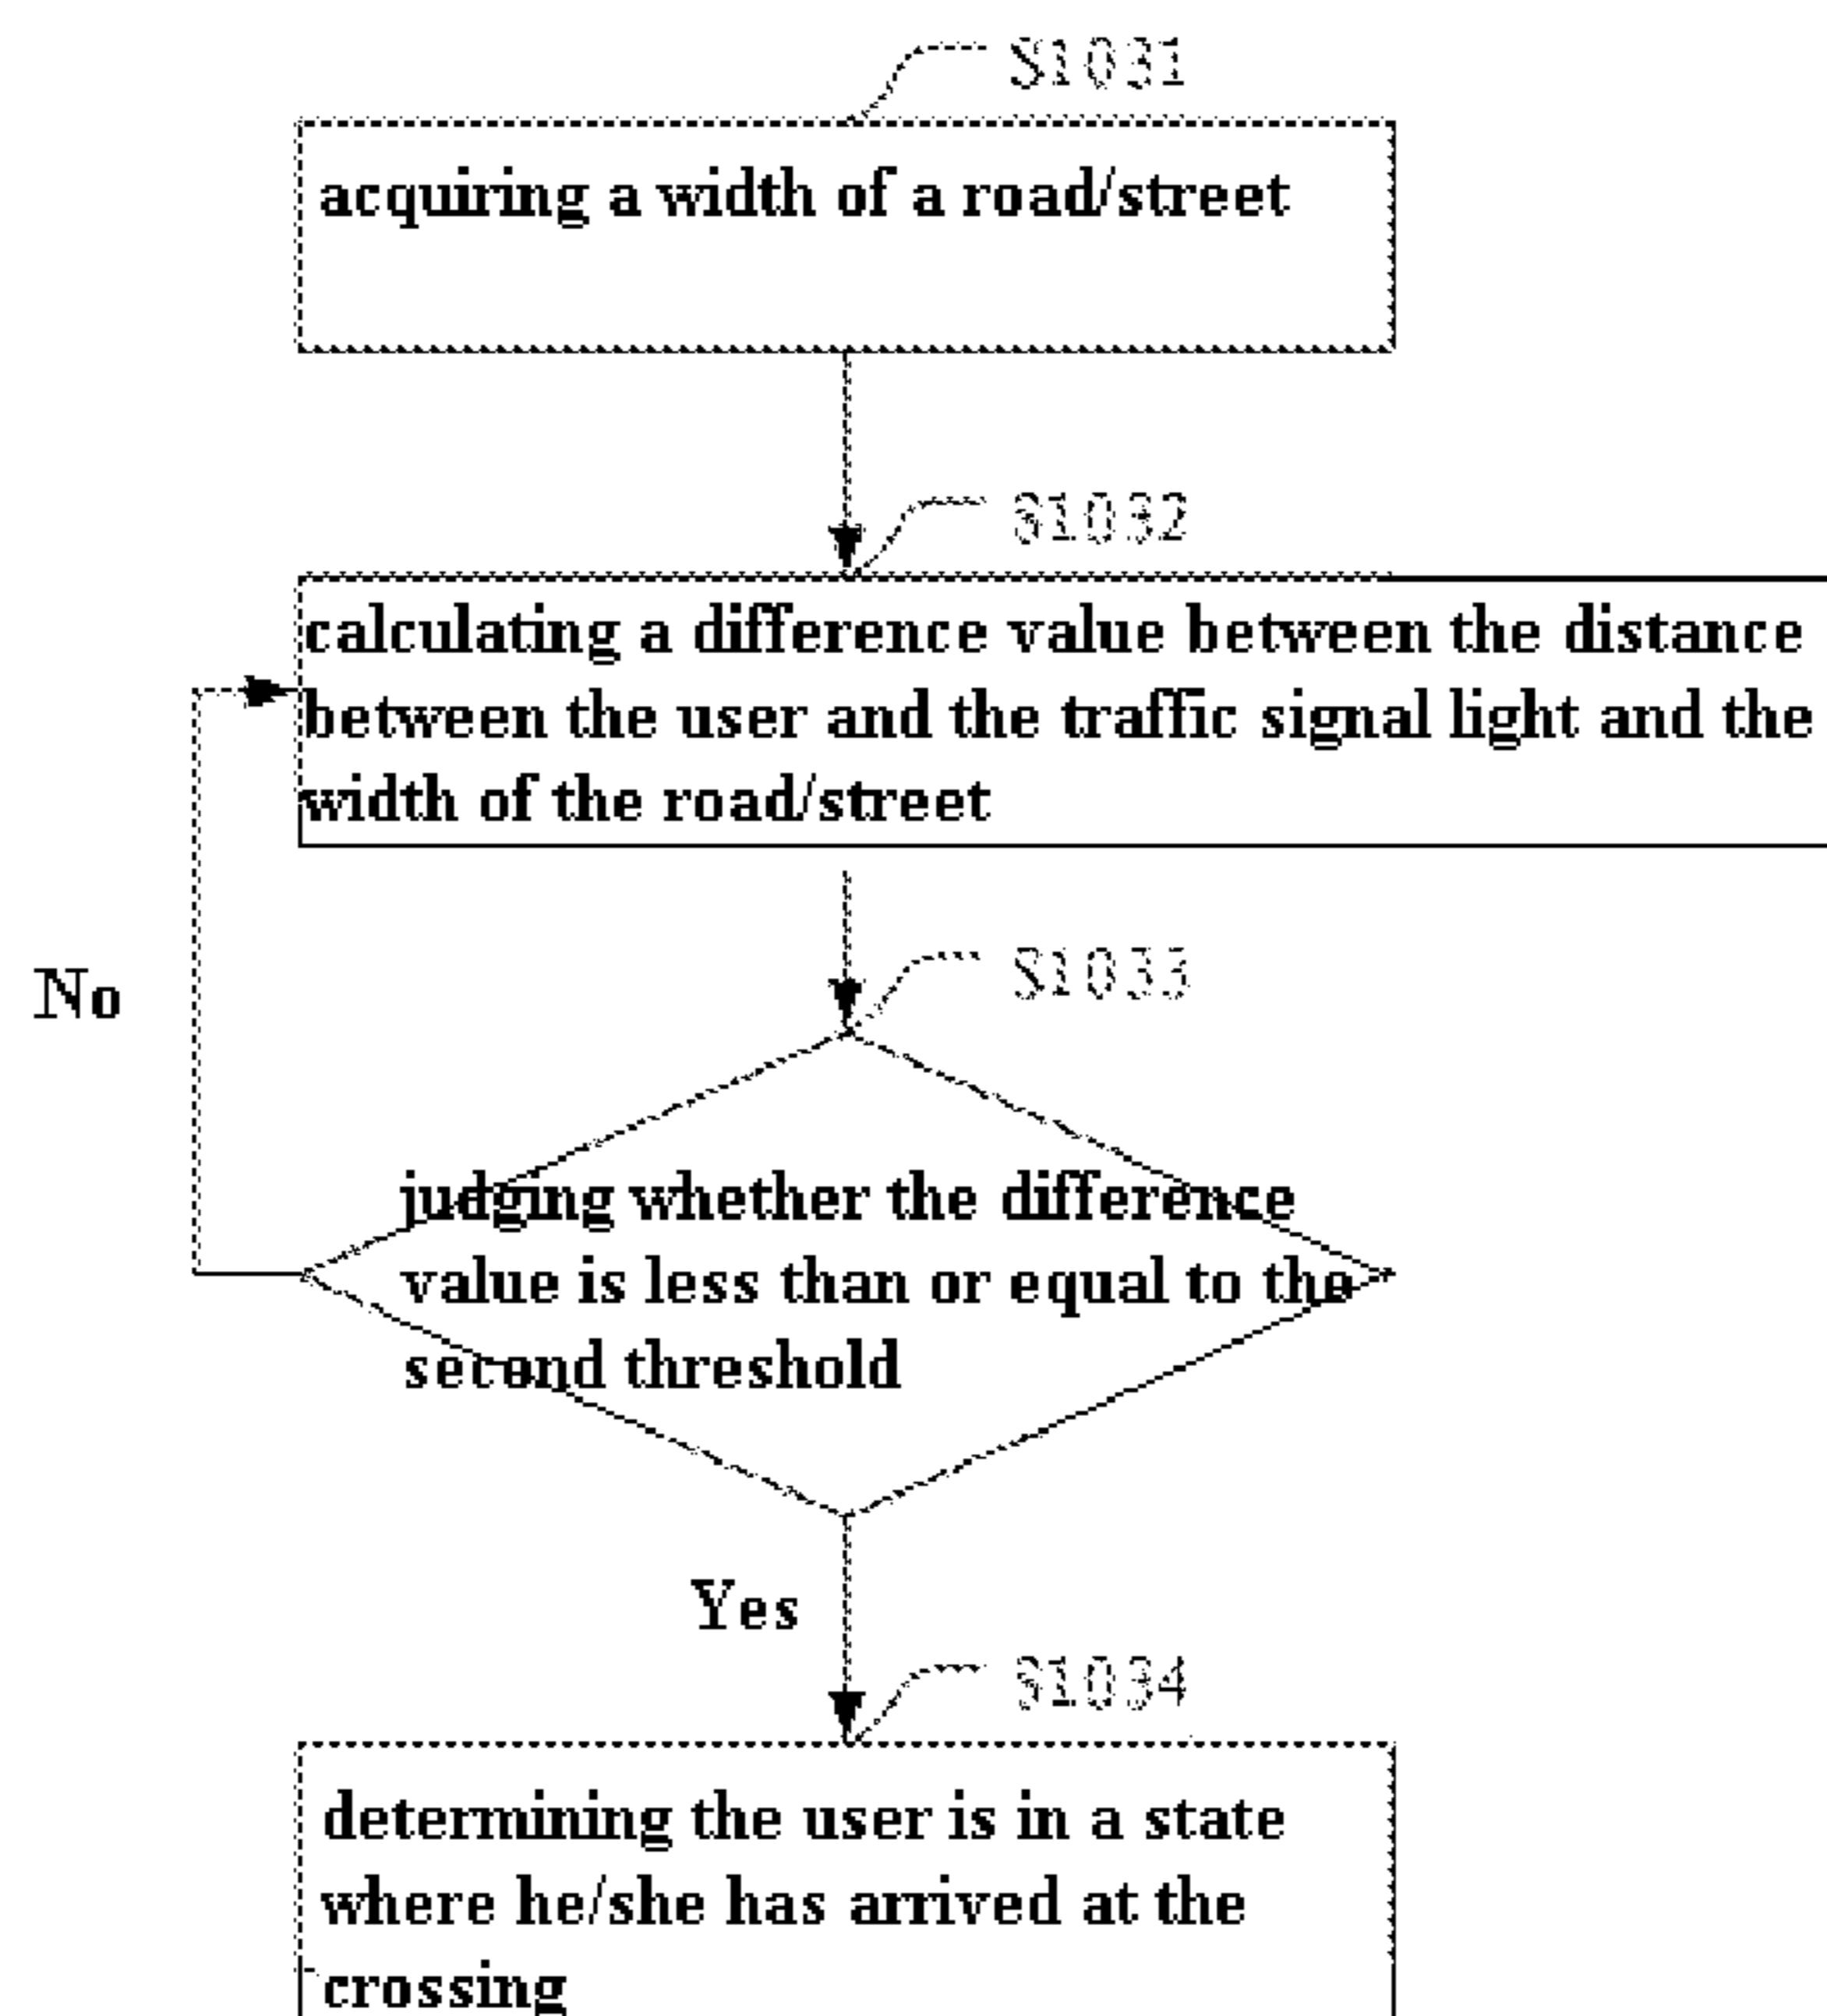 S1031
acquiring a width of a road/street
S1032
calculating a difference value between the distance
between the user and the traffic signal light and the
width of the road/street
No
S1033
judging whether the difference
value is less than or equal to the
second threshold
Yes
S1034
determining the user is in a state
where he/she has arrived at the
crossing